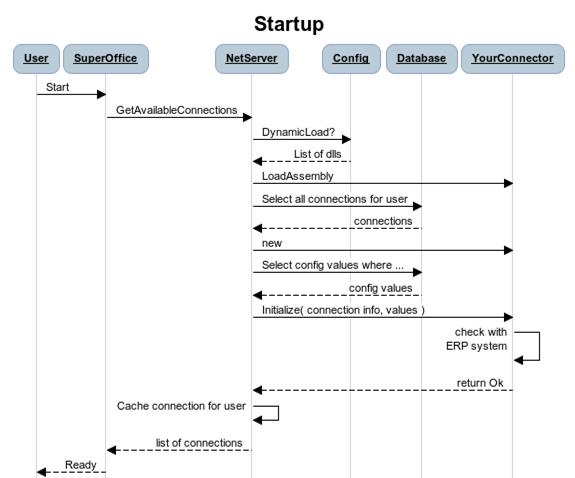 Startup
User
SuperOffice
NetServer
Config
Database
YourConnector
Start
GetAvailableConnections
DynamicLoad?
List of dlls
LoadAssembly
Select all connections for user
connections
new
Select config values where ...
config values
Initialize( connection info, values )
check with
ERP system
return Ok
Cache connection for user
list of connections
Ready